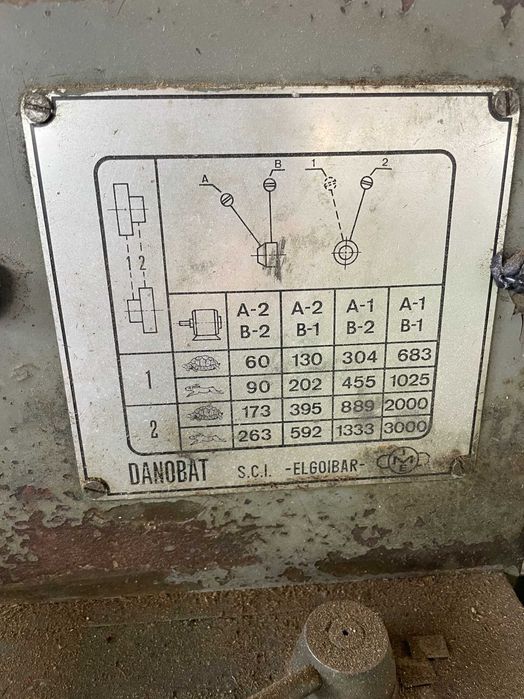 A B 1 2
1 2
A-2 A-2 A-1 A-1
B-2 B-1 B-2 B-1
1 60 130 304 683
90 202 455 1025
2 173 395 889 2000
263 592 1333 3000
DANOBAT S.C.I. -ELGOIBAR-